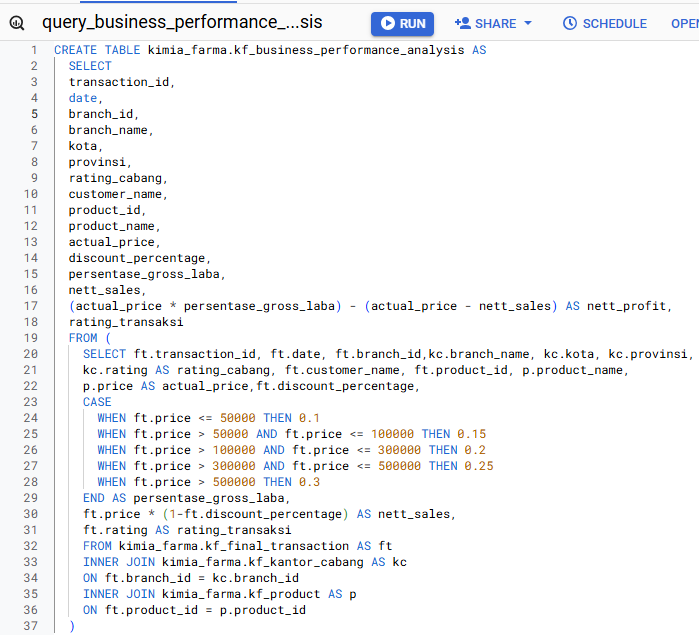 query_business_performance_...sis RUN SHARE SCHEDULE OPEN
1 CREATE TABLE kimia_farma.kf_business_performance_analysis AS
2 SELECT
3 transaction_id,
4 date,
5 branch_id,
6 branch_name,
7 kota,
8 provinsi,
9 rating_cabang,
10 customer_name,
11 product_id,
12 product_name,
13 actual_price,
14 discount_percentage,
15 persentase_gross_laba,
16 nett_sales,
17 (actual_price * persentase_gross_laba) - (actual_price - nett_sales) AS nett_profit,
18 rating_transaksi
19 FROM (
20 SELECT ft.transaction_id, ft.date, ft.branch_id,kc.branch_name, kc.kota, kc.provinsi,
21 kc.rating AS rating_cabang, ft.customer_name, ft.product_id, p.product_name,
22 p.price AS actual_price,ft.discount_percentage,
23 CASE
24 WHEN ft.price <= 50000 THEN 0.1
25 WHEN ft.price > 50000 AND ft.price <= 100000 THEN 0.15
26 WHEN ft.price > 100000 AND ft.price <= 300000 THEN 0.2
27 WHEN ft.price > 300000 AND ft.price <= 500000 THEN 0.25
28 WHEN ft.price > 500000 THEN 0.3
29 END AS persentase_gross_laba,
30 ft.price * (1-ft.discount_percentage) AS nett_sales,
31 ft.rating AS rating_transaksi
32 FROM kimia_farma.kf_final_transaction AS ft
33 INNER JOIN kimia_farma.kf_kantor_cabang AS kc
34 ON ft.branch_id = kc.branch_id
35 INNER JOIN kimia_farma.kf_product AS p
36 ON ft.product_id = p.product_id
37 )